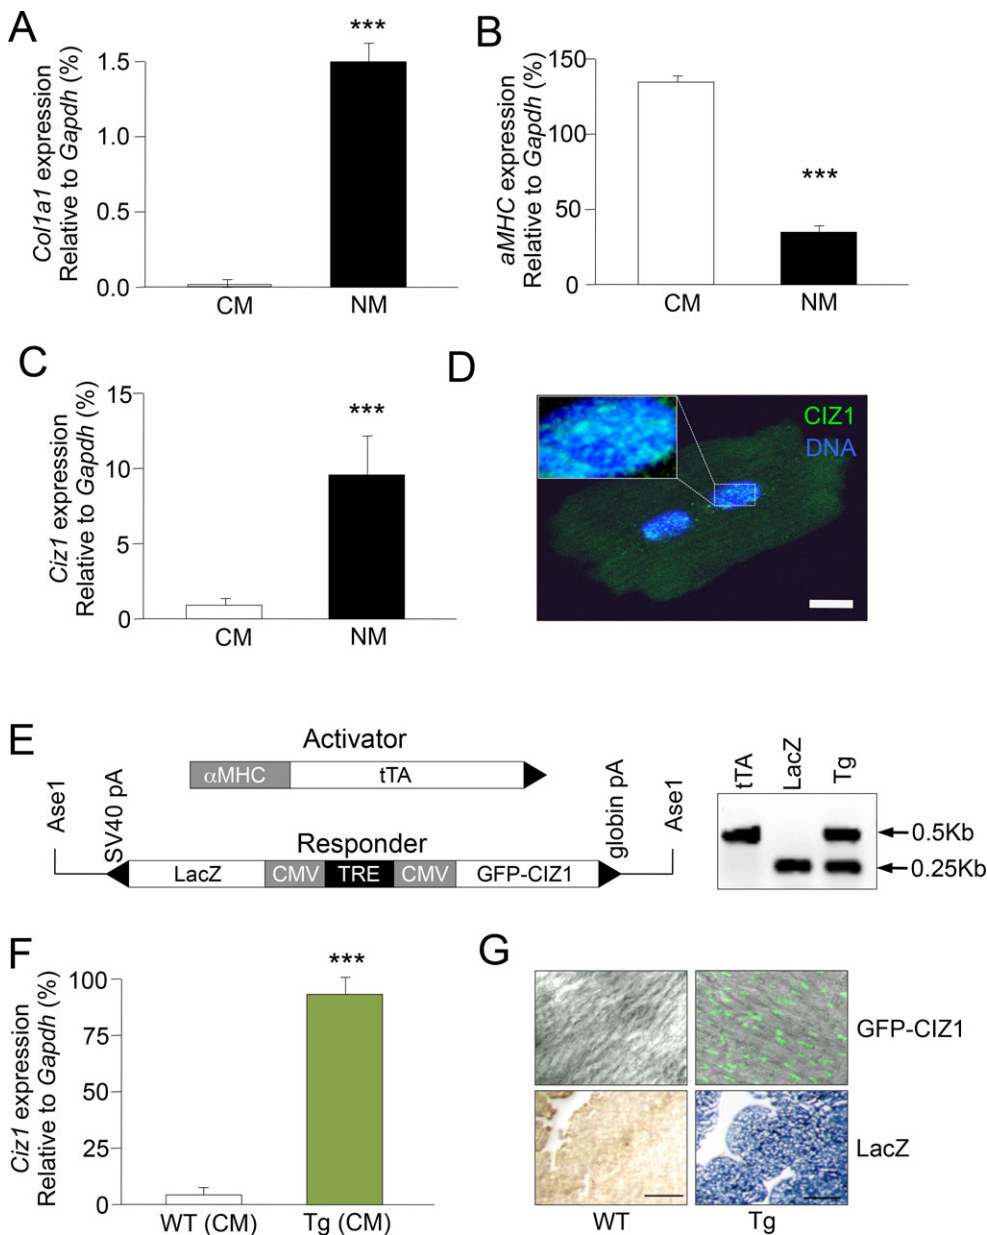 A
Col1a1 expression
Relative to Gapdh (%)
***
1.5
1.0
0.5
0.0
CM
NM
B
aMHC expression
Relative to Gapdh (%)
150
100
50
0
***
CM
NM
C
Ciz1 expression
Relative to Gapdh (%)
15
10
5
0
***
CM
NM
D
CIZ1
DNA
E
Activator
αMHC
tTA
Ase1
SV40 pA
Responder
LacZ
CMV
TRE
CMV
GFP-CIZ1
globin pA
Ase1
tTA
LacZ
Tg
0.5Kb
0.25Kb
F
Ciz1 expression
Relative to Gapdh (%)
100
75
50
25
0
***
WT (CM)
Tg (CM)
G
GFP-CIZ1
LacZ
WT
Tg